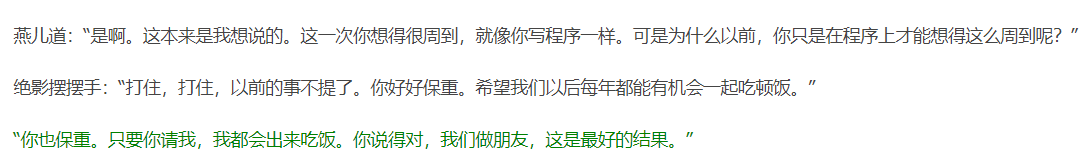 燕儿道：“是啊。这本来是我想说的。这一次你想得很周到，就像你写程序一样。可是为什么以前，你只是在程序上才能想得这么周到呢？”
绝影摆摆手：“打住，打住，以前的事不提了。你好好保重。希望我们以后每年都能有机会一起吃顿饭。”
“你也保重。只要你请我，我都会出来吃饭。你说得对，我们做朋友，这是最好的结果。”